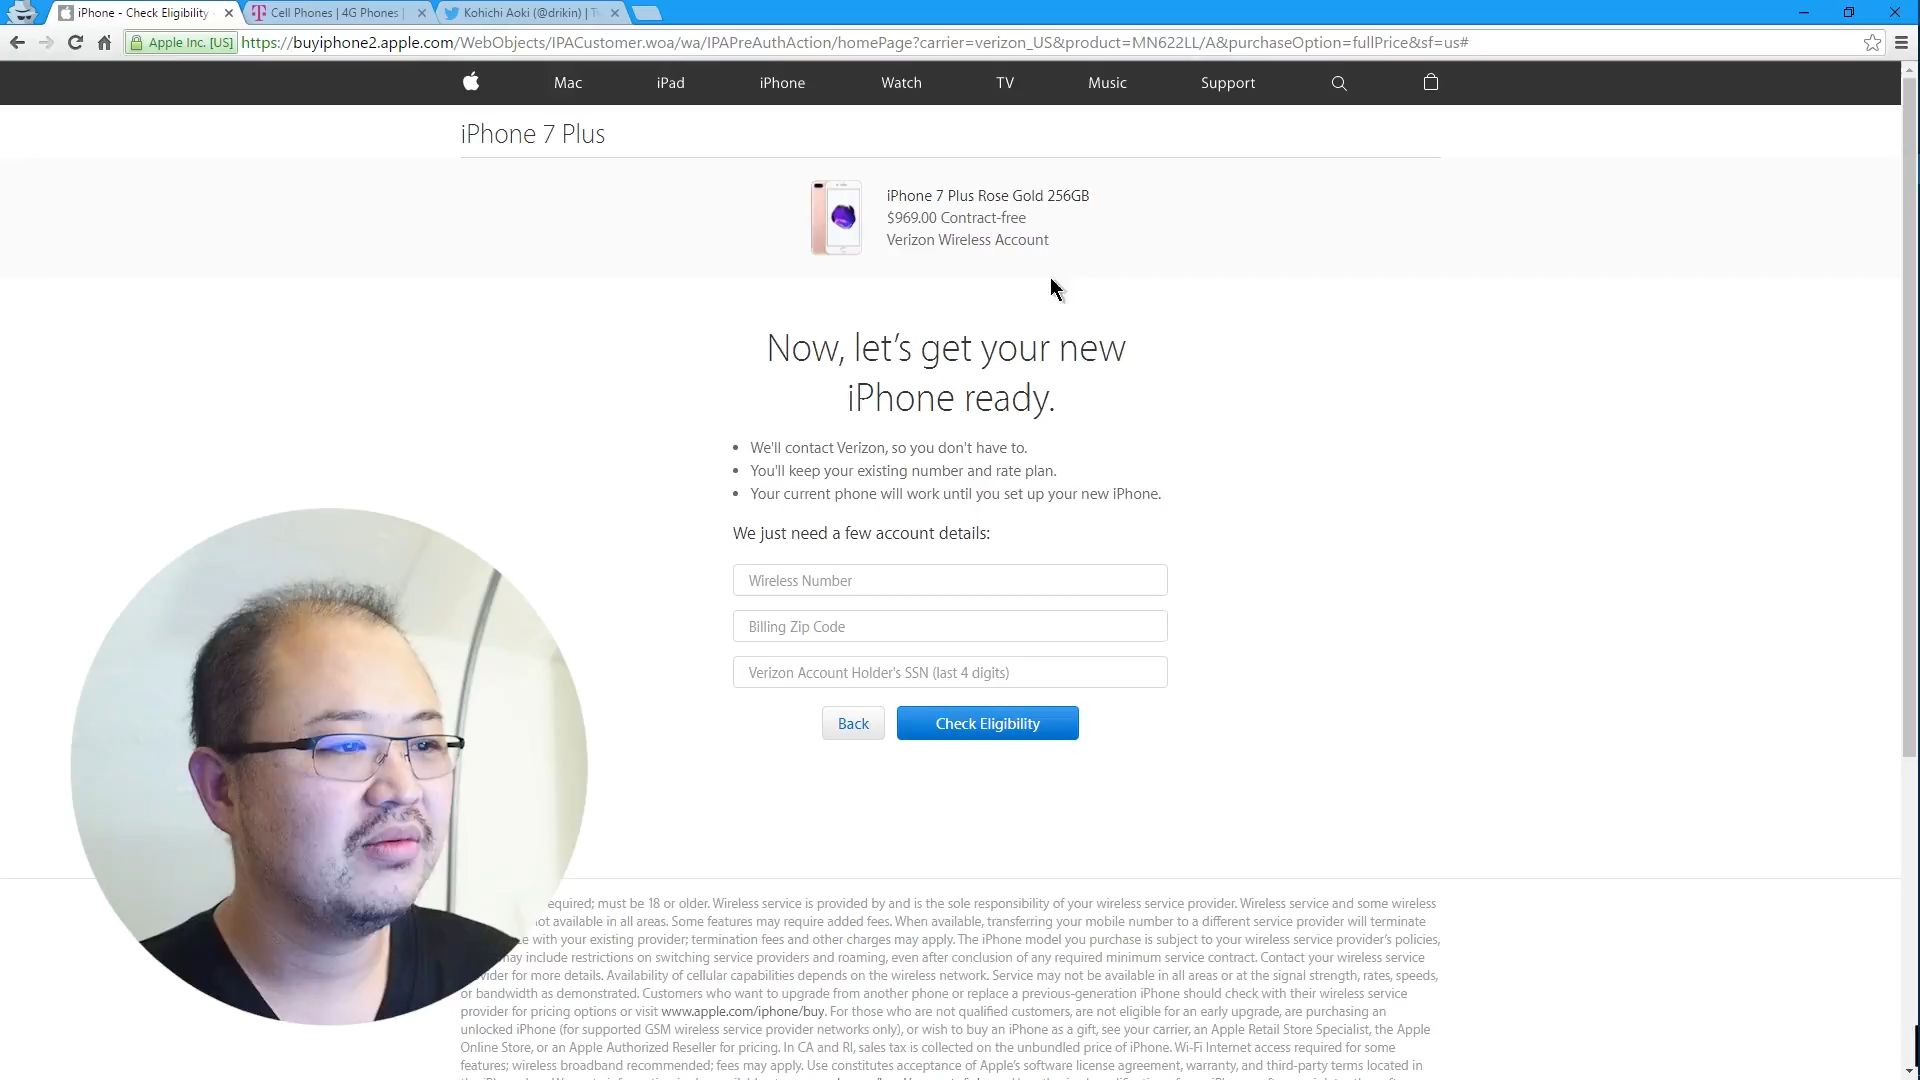 iPhone - Check Eligibility
Cell Phones | 4G Phones |
Kohichi Aoki (@drikin) | Tw
Apple Inc. [US]
https://buyiphone2.apple.com/WebObjects/IPACustomer.woa/wa/IPAPreAuthAction/homePage?carrier=verizon_US&product=MN622LL/A&purchaseOption=fullPrice&sf=us#
Mac iPad iPhone Watch TV Music Support
iPhone 7 Plus
iPhone 7 Plus Rose Gold 256GB
$969.00 Contract-free
Verizon Wireless Account
Now, let’s get your new
iPhone ready.
• We'll contact Verizon, so you don't have to.
• You'll keep your existing number and rate plan.
• Your current phone will work until you set up your new iPhone.
We just need a few account details:
Wireless Number
Billing Zip Code
Verizon Account Holder's SSN (last 4 digits)
Back Check Eligibility
equired; must be 18 or older. Wireless service is provided by and is the sole responsibility of your wireless service provider. Wireless service and some wireless
not available in all areas. Some features may require added fees. When available, transferring your mobile number to a different service provider will terminate
with your existing provider; termination fees and other charges may apply. The iPhone model you purchase is subject to your wireless service provider’s policies,
may include restrictions on switching service providers and roaming, even after conclusion of any required minimum service contract. Contact your wireless service
vider for more details. Availability of cellular capabilities depends on the wireless network. Service may not be available in all areas or at the signal strength, rates, speeds,
or bandwidth as demonstrated. Customers who want to upgrade from another phone or replace a previous-generation iPhone should check with their wireless service
provider for pricing options or visit www.apple.com/iphone/buy. For those who are not qualified customers, are not eligible for an early upgrade, are purchasing an
unlocked iPhone (for supported GSM wireless service provider networks only), or wish to buy an iPhone as a gift, see your carrier, an Apple Retail Store Specialist, the Apple
Online Store, or an Apple Authorized Reseller for pricing. In CA and RI, sales tax is collected on the unbundled price of iPhone. Wi-Fi Internet access required for some
features; wireless broadband recommended; fees may apply. Use constitutes acceptance of Apple’s software license agreement, warranty, and third-party terms located in